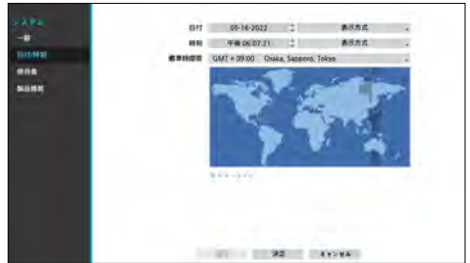 システム
一般
日付/時刻
使用者
製品情報
日付 09-16-2022 表示方式
時刻 午後 06:07:21 表示方式
標準時間帯 GMT + 09:00 Osaka, Sapporo, Tokyo
決定 キャンセル